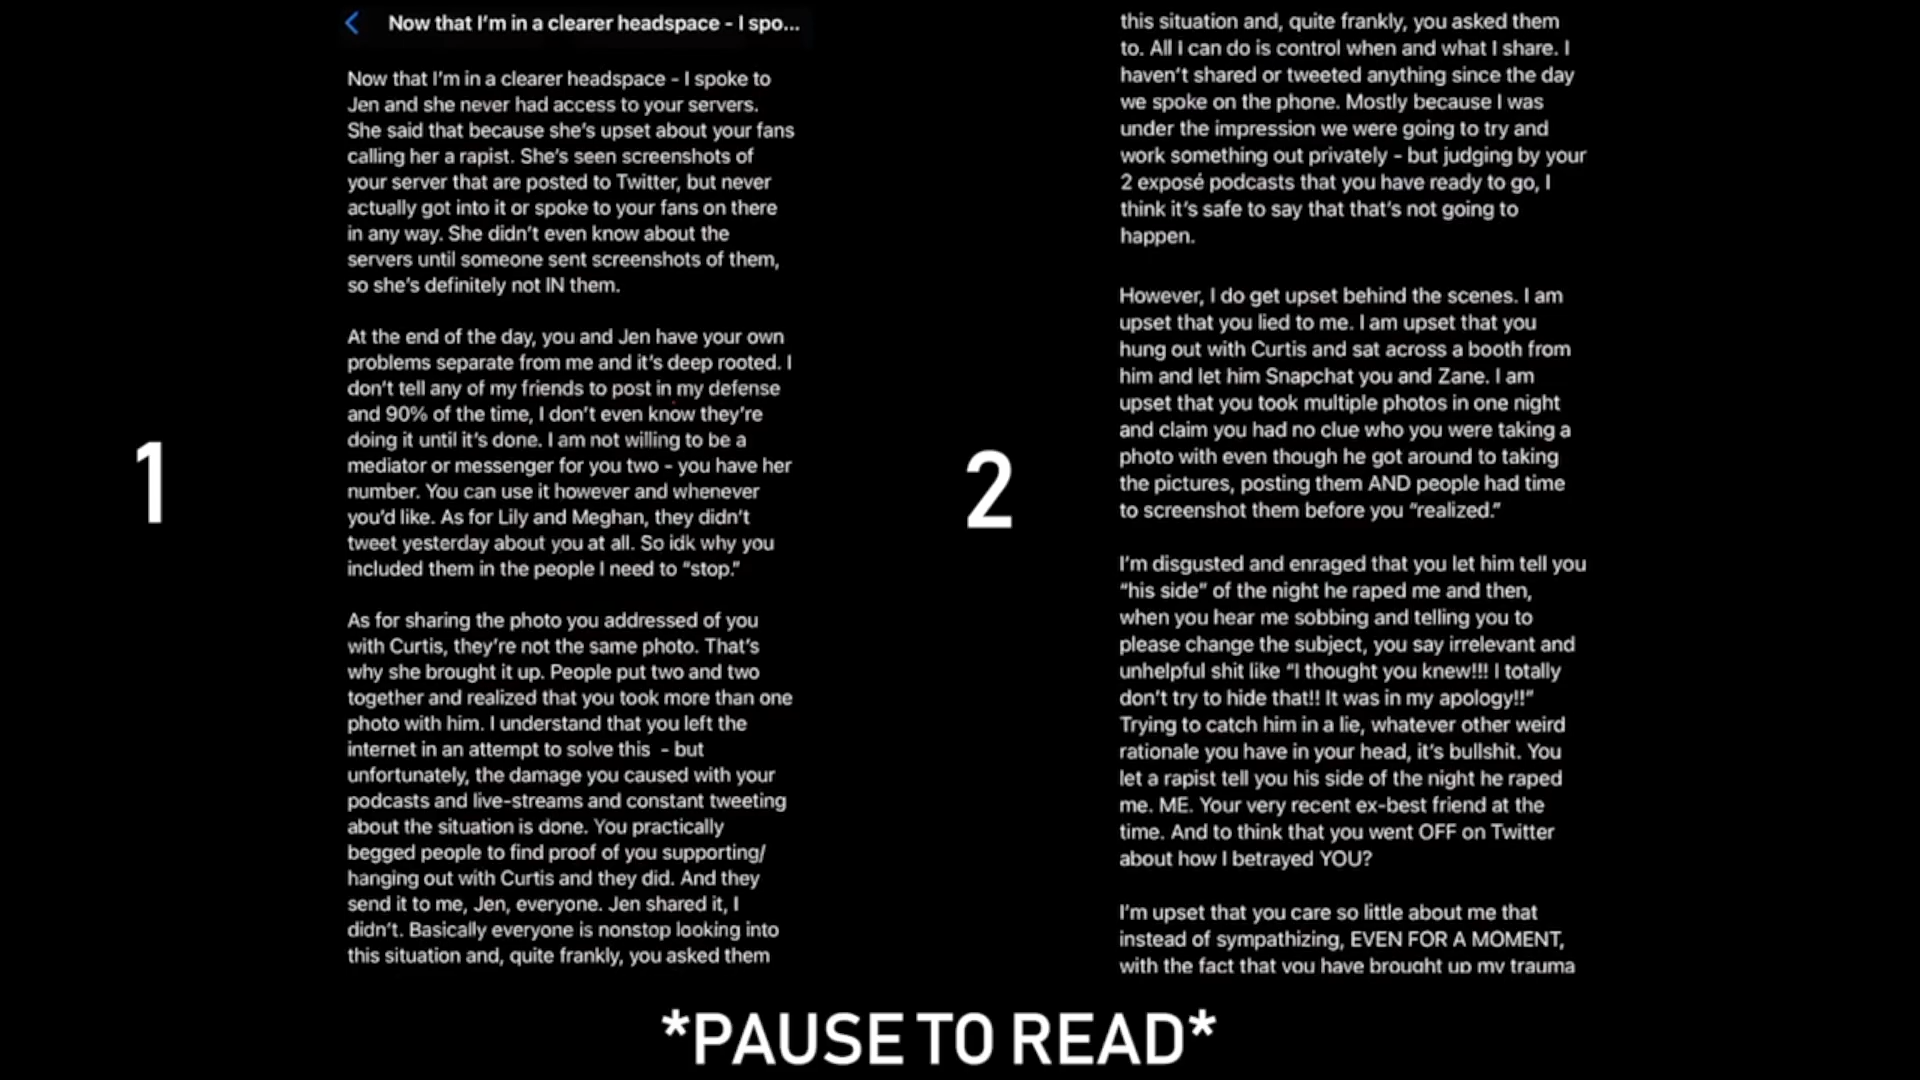 Now that I'm in a clearer headspace - I spo...
Now that I'm in a clearer headspace - I spoke to
Jen and she never had access to your servers.
She said that because she's upset about your fans
calling her a rapist. She's seen screenshots of
your server that are posted to Twitter, but never
actually got into it or spoke to your fans on there
in any way. She didn't even know about the
servers until someone sent screenshots of them,
so she's definitely not IN them.
At the end of the day, you and Jen have your own
problems separate from me and it's deep rooted. I
don't tell any of my friends to post in my defense
and 90% of the time, I don't even know they're
doing it until it's done. I am not willing to be a
mediator or messenger for you two - you have her
number. You can use it however and whenever
you'd like. As for Lily and Meghan, they didn't
tweet yesterday about you at all. So idk why you
included them in the people I need to “stop.”
As for sharing the photo you addressed of you
with Curtis, they're not the same photo. That's
why she brought it up. People put two and two
together and realized that you took more than one
photo with him. I understand that you left the
internet in an attempt to solve this - but
unfortunately, the damage you caused with your
podcasts and live-streams and constant tweeting
about the situation is done. You practically
begged people to find proof of you supporting/
hanging out with Curtis and they did. And they
send it to me, Jen, everyone. Jen shared it, I
didn't. Basically everyone is nonstop looking into
this situation and, quite frankly, you asked them
1
this situation and, quite frankly, you asked them
to. All I can do is control when and what I share. I
haven't shared or tweeted anything since the day
we spoke on the phone. Mostly because I was
under the impression we were going to try and
work something out privately - but judging by your
2 exposé podcasts that you have ready to go, I
think it's safe to say that that's not going to
happen.
However, I do get upset behind the scenes. I am
upset that you lied to me. I am upset that you
hung out with Curtis and sat across a booth from
him and let him Snapchat you and Zane. I am
upset that you took multiple photos in one night
and claim you had no clue who you were taking a
photo with even though he got around to taking
the pictures, posting them AND people had time
to screenshot them before you “realized.”
I'm disgusted and enraged that you let him tell you
“his side” of the night he raped me and then,
when you hear me sobbing and telling you to
please change the subject, you say irrelevant and
unhelpful shit like “I thought you knew!!! I totally
don't try to hide that!! It was in my apology!!”
Trying to catch him in a lie, whatever other weird
rationale you have in your head, it's bullshit. You
let a rapist tell you his side of the night he raped
me. ME. Your very recent ex-best friend at the
time. And to think that you went OFF on Twitter
about how I betrayed YOU?
I'm upset that you care so little about me that
instead of sympathizing, EVEN FOR A MOMENT,
with the fact that you have brought up my trauma
2
*PAUSE TO READ*